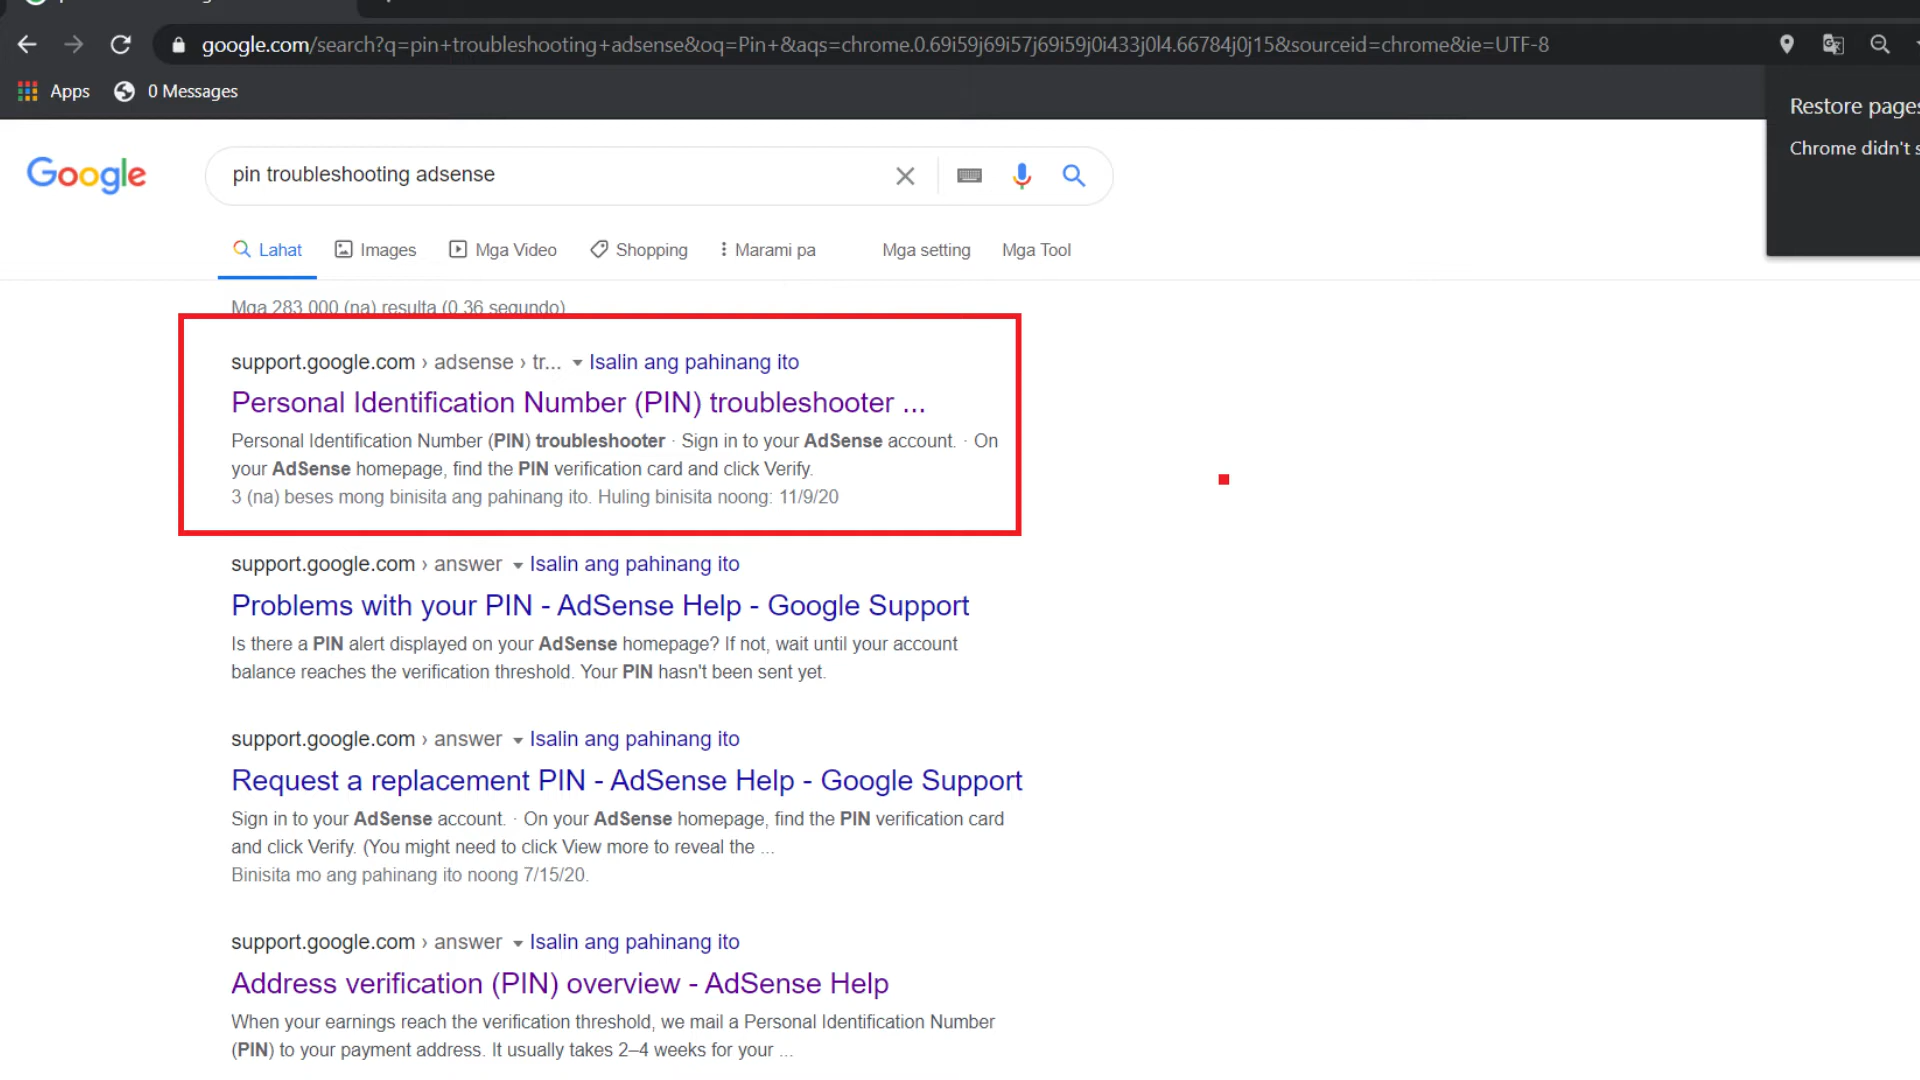 google.com/search?q=pin+troubleshooting+adsense&oq=Pin+&aqs=chrome.0.69i59j69i57j69i59j0i433j0l4.66784j0j15&sourceid=chrome&ie=UTF-8
Apps 0 Messages
Restore pages
Chrome didn't s
Google
pin troubleshooting adsense
Lahat Images Mga Video Shopping Marami pa Mga setting Mga Tool
Mga 283,000 (na) resulta (0.36 segundo)
support.google.com › adsense › tr... Isalin ang pahinang ito
Personal Identification Number (PIN) troubleshooter ...
Personal Identification Number (PIN) troubleshooter · Sign in to your AdSense account. · On
your AdSense homepage, find the PIN verification card and click Verify.
3 (na) beses mong binisita ang pahinang ito. Huling binisita noong: 11/9/20
support.google.com › answer Isalin ang pahinang ito
Problems with your PIN - AdSense Help - Google Support
Is there a PIN alert displayed on your AdSense homepage? If not, wait until your account
balance reaches the verification threshold. Your PIN hasn't been sent yet.
support.google.com › answer Isalin ang pahinang ito
Request a replacement PIN - AdSense Help - Google Support
Sign in to your AdSense account. · On your AdSense homepage, find the PIN verification card
and click Verify. (You might need to click View more to reveal the ...
Binisita mo ang pahinang ito noong 7/15/20.
support.google.com › answer Isalin ang pahinang ito
Address verification (PIN) overview - AdSense Help
When your earnings reach the verification threshold, we mail a Personal Identification Number
(PIN) to your payment address. It usually takes 2–4 weeks for your ...